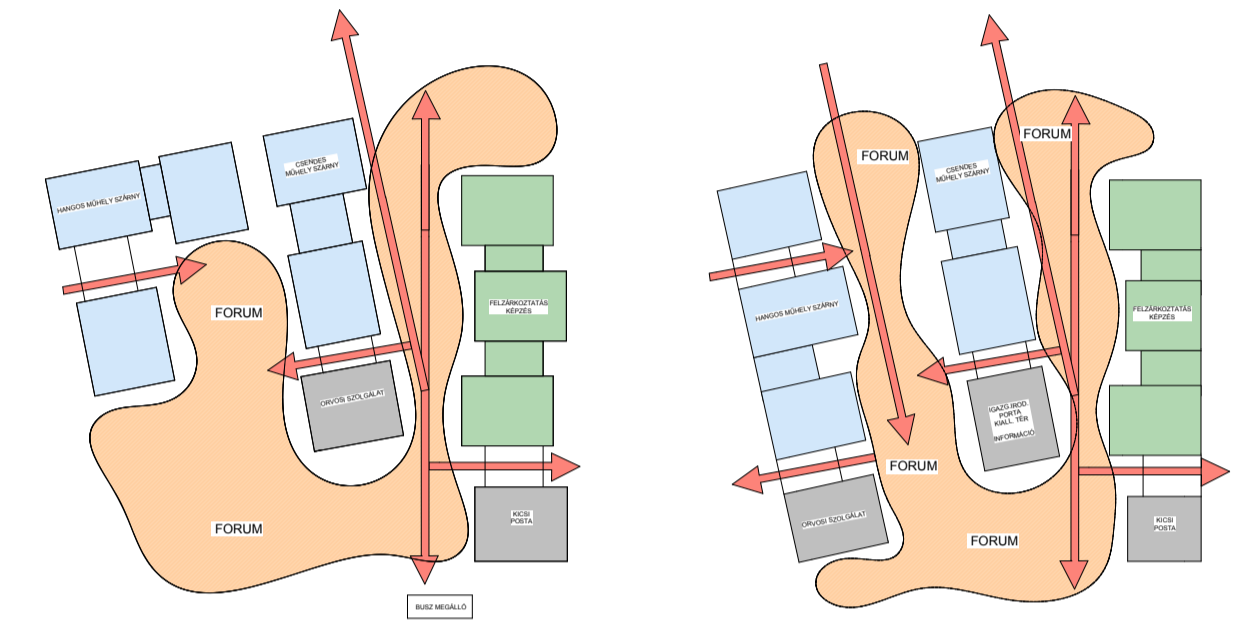 CSENDES
MŰHELY SZÁRNY
HANGOS MŰHELY SZÁRNY
FORUM
FELZÁRKOZTATÁS
KÉPZÉS
ORVOSI SZOLGÁLAT
FORUM
KICSI
POSTA
BUSZ MEGÁLLÓ
FORUM
FORUM
CSENDES
MŰHELY SZÁRNY
HANGOS MŰHELY SZÁRNY
FELZÁRKOZTATÁS
KÉPZÉS
IGAZG.IROD.
PORTA
KIALL. TÉR
INFORMÁCIÓ
FORUM
ORVOSI SZOLGÁLAT
KICSI
POSTA
FORUM